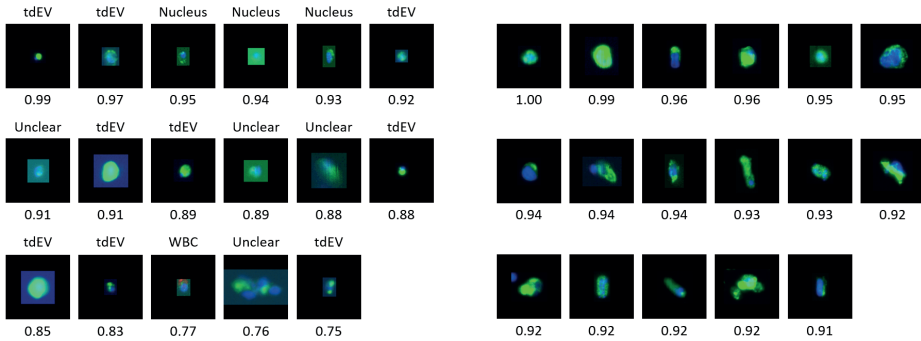 tdEV tdEV Nucleus Nucleus Nucleus tdEV
0.99 0.97 0.95 0.94 0.93 0.92 1.00 0.99 0.96 0.96 0.95 0.95
Unclear tdEV tdEV Unclear Unclear tdEV
0.91 0.91 0.89 0.89 0.88 0.88 0.94 0.94 0.94 0.93 0.93 0.92
tdEV tdEV WBC Unclear tdEV
0.85 0.83 0.77 0.76 0.75 0.92 0.92 0.92 0.92 0.91